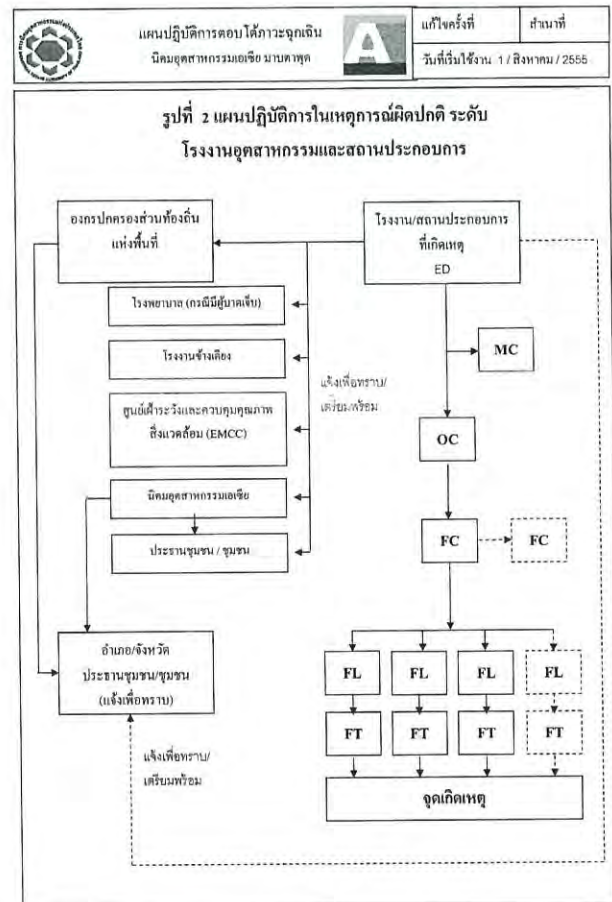 แผนปฏิบัติการตอบโต้ภาวะฉุกเฉิน
นิคมอุตสาหกรรมเอเซีย มาบตาพุด
A
แก้ไขครั้งที่
สำเนาที่
วันที่เริ่มใช้งาน 1 / สิงหาคม / 2555
รูปที่ 2 แผนปฏิบัติการในเหตุการณ์ผิดปกติ ระดับ
โรงงานอุตสาหกรรมและสถานประกอบการ
องกรปกครองส่วนท้องถิ่น
แห่งพื้นที่
โรงงาน/สถานประกอบการ
ที่เกิดเหตุ
ED
โรงพยาบาล (กรณีมีผู้บาดเจ็บ)
โรงงานข้างเคียง
ศูนย์เฝ้าระวังและควบคุมคุณภาพ
สิ่งแวดล้อม (EMCC)
นิคมอุตสาหกรรมเอเซีย
ประธานชุมชน / ชุมชน
แจ้งเพื่อทราบ/
เตรียมพร้อม
MC
OC
FC
FC
อำเภอ/จังหวัด
ประธานชุมชน/ชุมชน
(แจ้งเพื่อทราบ)
FL
FL
FL
FL
FT
FT
FT
FT
แจ้งเพื่อทราบ/
เตรียมพร้อม
จุดเกิดเหตุ